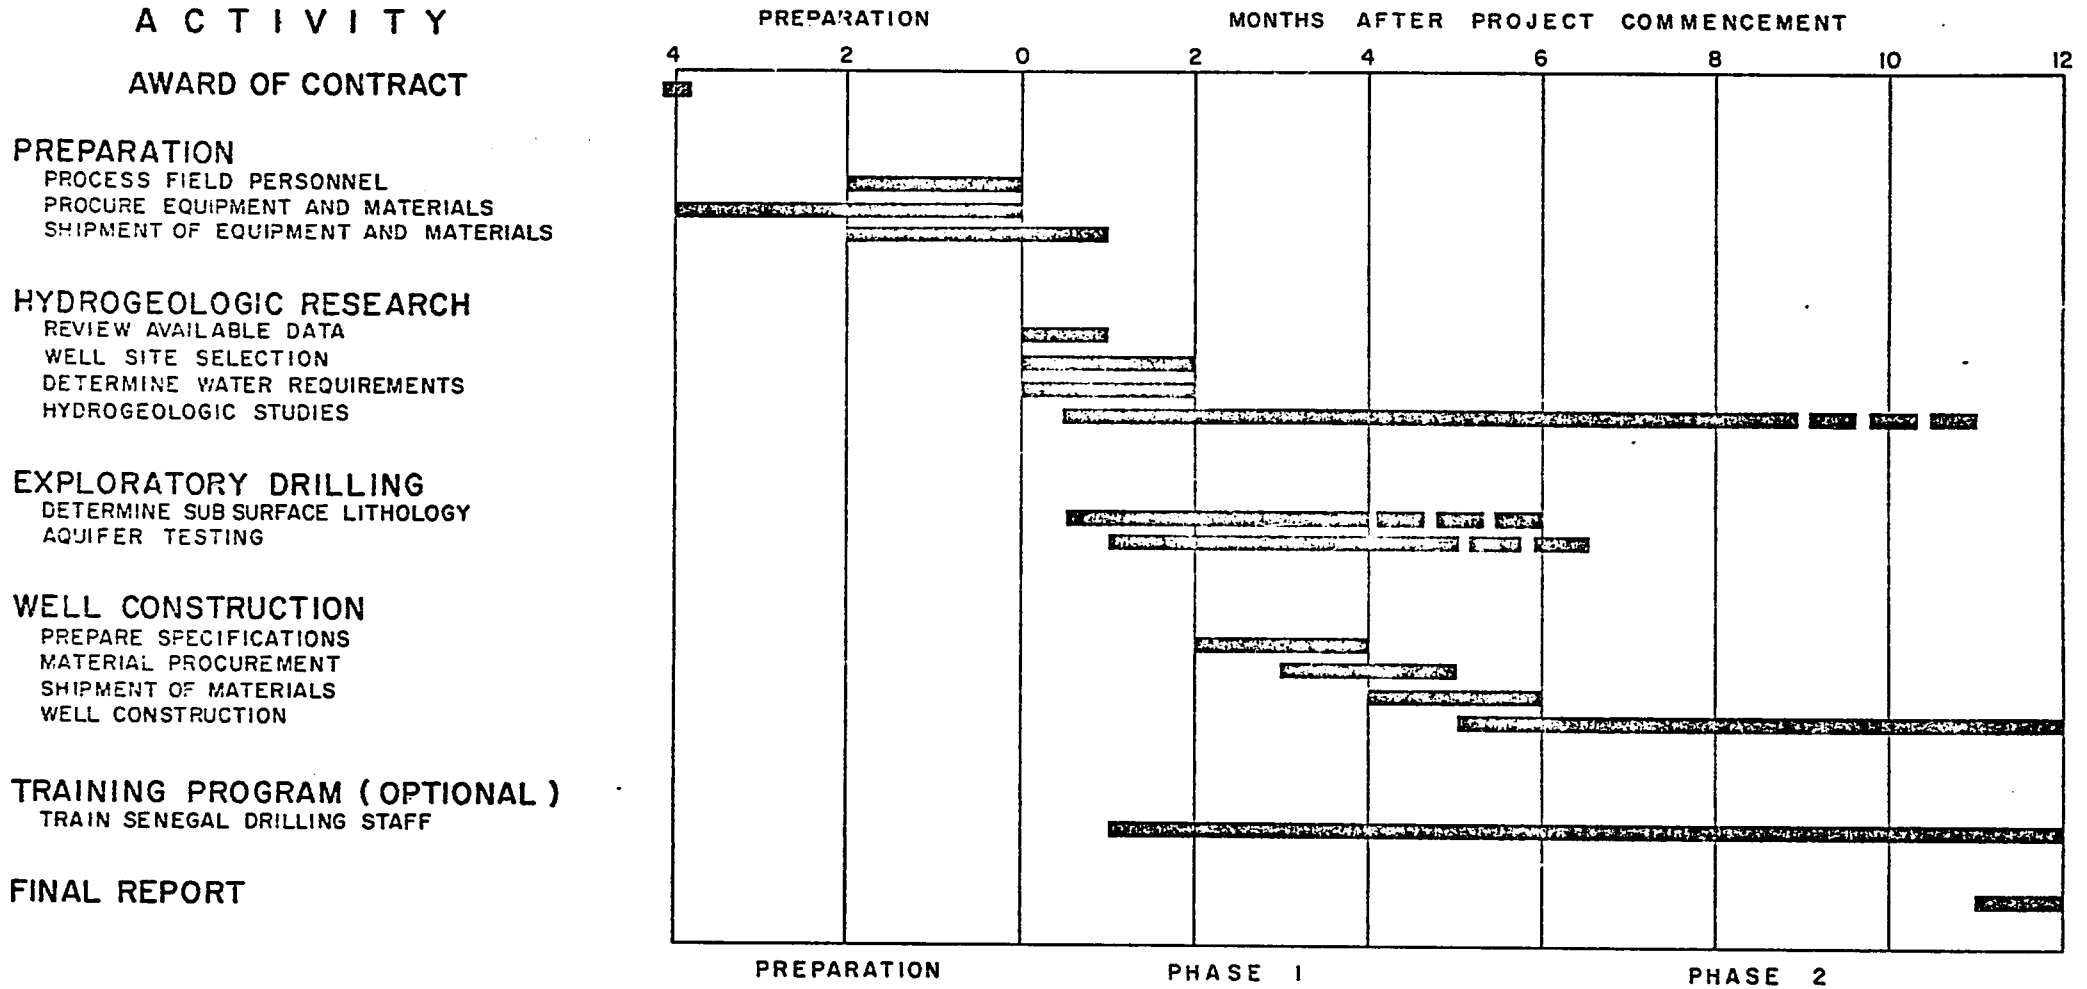 ACTIVITY PREPARATION MONTHS AFTER PROJECT COMMENCEMENT
4 2 0 2 4 6 8 10 12
AWARD OF CONTRACT
PREPARATION
PROCESS FIELD PERSONNEL
PROCURE EQUIPMENT AND MATERIALS
SHIPMENT OF EQUIPMENT AND MATERIALS
HYDROGEOLOGIC RESEARCH
REVIEW AVAILABLE DATA
WELL SITE SELECTION
DETERMINE WATER REQUIREMENTS
HYDROGEOLOGIC STUDIES
EXPLORATORY DRILLING
DETERMINE SUB SURFACE LITHOLOGY
AQUIFER TESTING
WELL CONSTRUCTION
PREPARE SPECIFICATIONS
MATERIAL PROCUREMENT
SHIPMENT OF MATERIALS
WELL CONSTRUCTION
TRAINING PROGRAM (OPTIONAL)
TRAIN SENEGAL DRILLING STAFF
FINAL REPORT
PREPARATION PHASE 1 PHASE 2